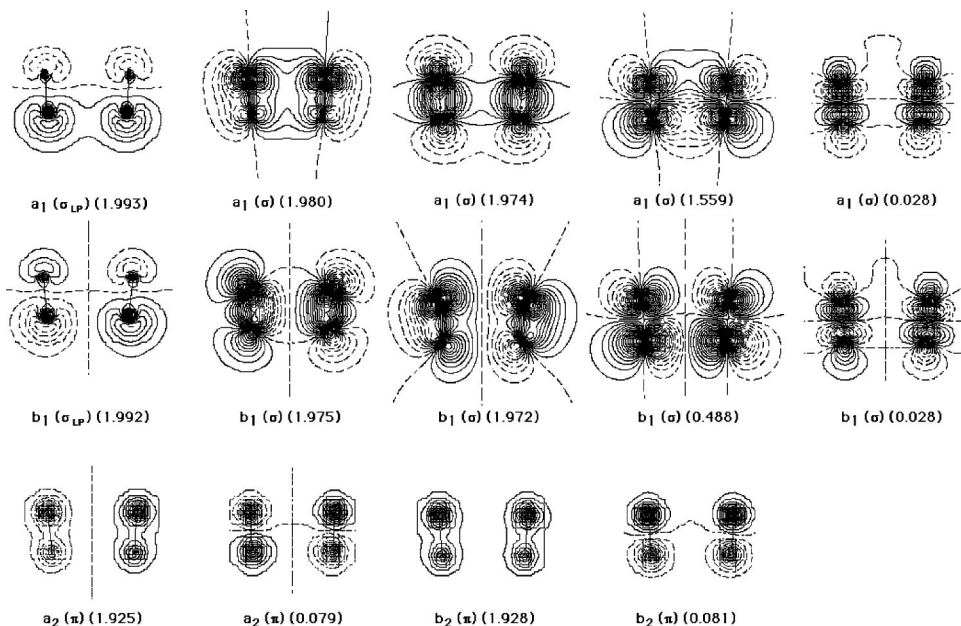 a₁ (σ_LP) (1.993) a₁ (σ) (1.980) a₁ (σ) (1.974) a₁ (σ) (1.559) a₁ (σ) (0.028)
b₁ (σ_LP) (1.992) b₁ (σ) (1.975) b₁ (σ) (1.972) b₁ (σ) (0.488) b₁ (σ) (0.028)
a₂ (π) (1.925) a₂ (π) (0.079) b₂ (π) (1.928) b₂ (π) (0.081)